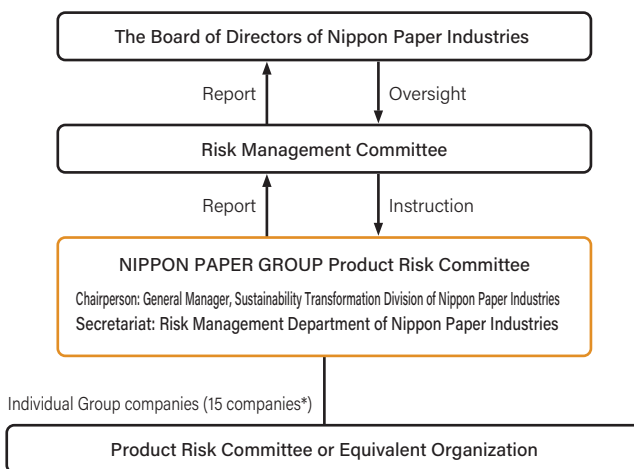 The Board of Directors of Nippon Paper Industries
Report
Oversight
Risk Management Committee
Report
Instruction
NIPPON PAPER GROUP Product Risk Committee
Chairperson: General Manager, Sustainability Transformation Division of Nippon Paper Industries
Secretariat: Risk Management Department of Nippon Paper Industries
Individual Group companies (15 companies*)
Product Risk Committee or Equivalent Organization